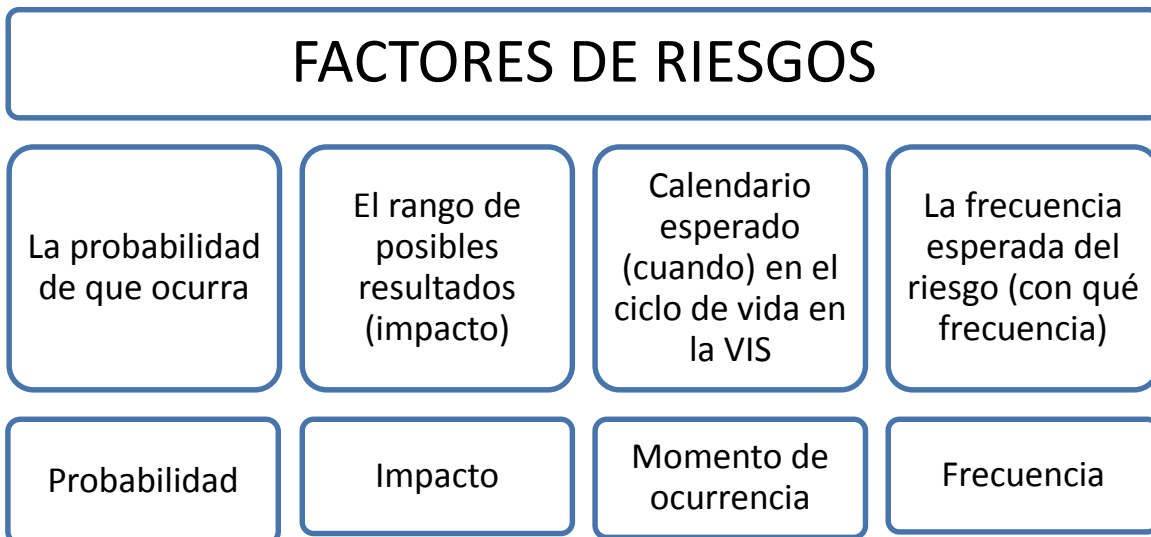 FACTORES DE RIESGOS
La probabilidad
de que ocurra
El rango de
posibles
resultados
(impacto)
Calendario
esperado
(cuando) en el
ciclo de vida en
la VIS
La frecuencia
esperada del
riesgo (con qué
frecuencia)
Probabilidad
Impacto
Momento de
ocurrencia
Frecuencia